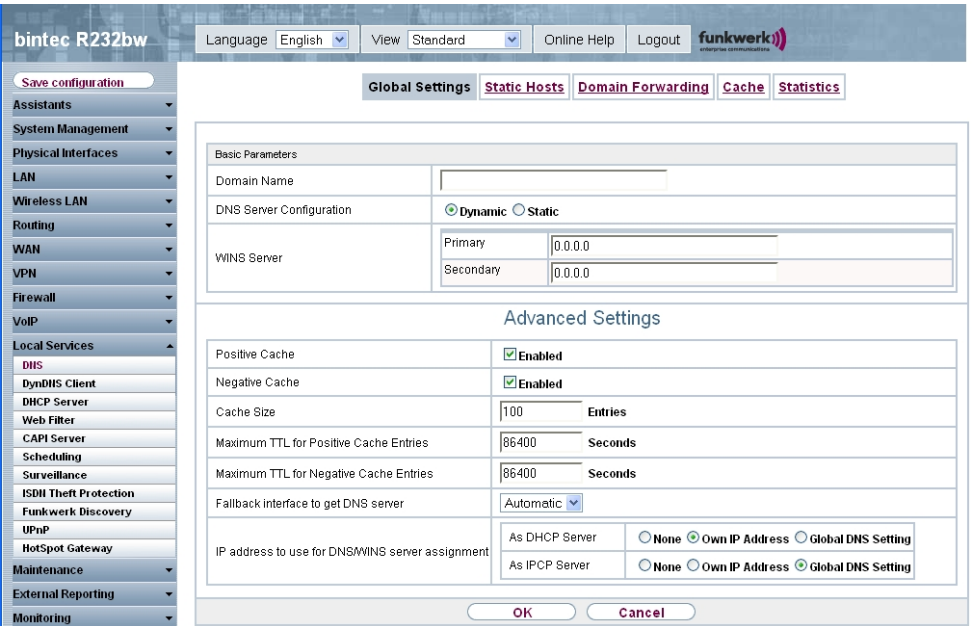 bintec R232bw
Language English View Standard Online Help Logout funkwerk
enterprise communications
Save configuration
Assistants
System Management
Physical Interfaces
LAN
Wireless LAN
Routing
WAN
VPN
Firewall
VoIP
Local Services
DNS
DynDNS Client
DHCP Server
Web Filter
CAPI Server
Scheduling
Surveillance
ISDN Theft Protection
Funkwerk Discovery
UPnP
HotSpot Gateway
Maintenance
External Reporting
Monitoring
Global Settings Static Hosts Domain Forwarding Cache Statistics
Basic Parameters
Domain Name
DNS Server Configuration Dynamic Static
WINS Server
Primary 0.0.0.0
Secondary 0.0.0.0
Advanced Settings
Positive Cache Enabled
Negative Cache Enabled
Cache Size 100 Entries
Maximum TTL for Positive Cache Entries 86400 Seconds
Maximum TTL for Negative Cache Entries 86400 Seconds
Fallback interface to get DNS server Automatic
IP address to use for DNS/WINS server assignment
As DHCP Server None Own IP Address Global DNS Setting
As IPCP Server None Own IP Address Global DNS Setting
OK Cancel